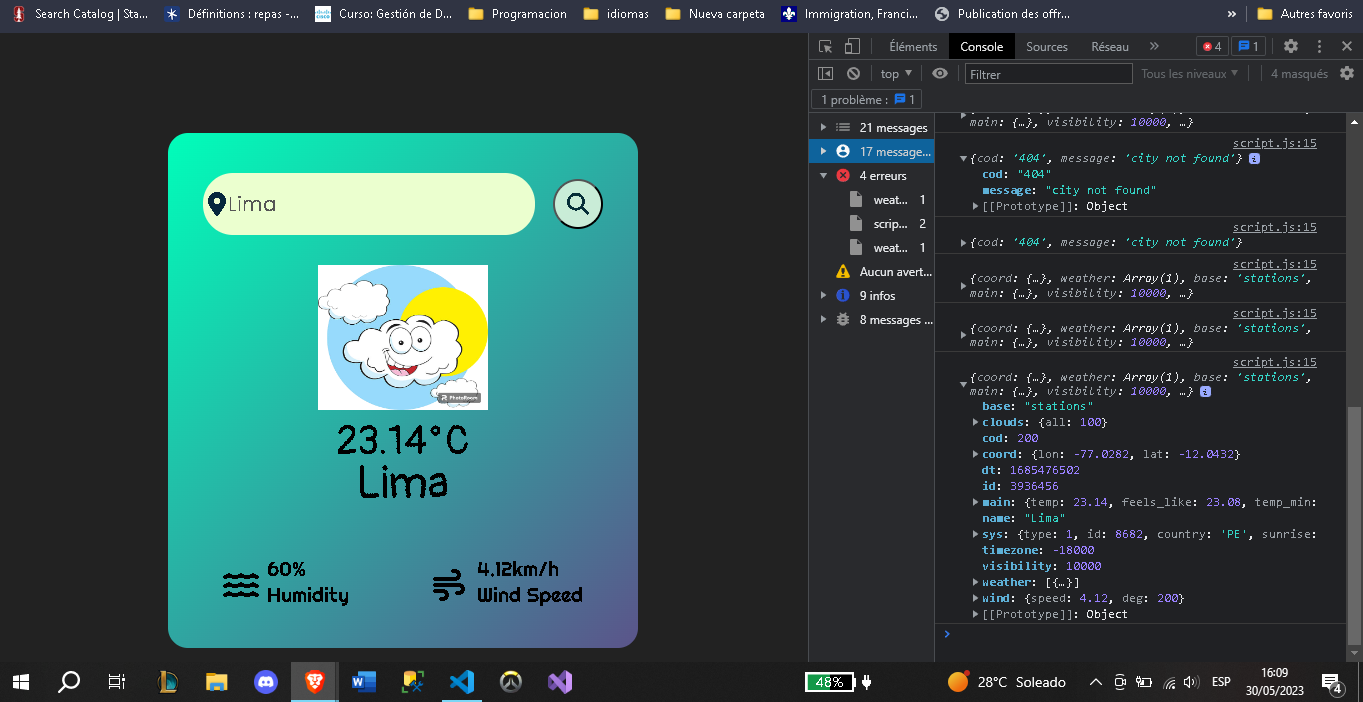 Search Catalog | Sta...
Définitions : repas -...
Curso: Gestión de D...
Programacion
idiomas
Nueva carpeta
Immigration, Franci...
Publication des offr...
»
Autres favoris
Éléments
Console
Sources
Réseau
»
4
1
top ▼
Filtrer
Tous les niveaux ▼
4 masqués
1 problème : 1
21 messages
17 message...
4 erreurs
weat... 1
scrip... 2
weat... 1
Aucun avert...
9 infos
8 messages ...
main: {…}, visibility: 10000, …}
script.js:15
{cod: '404', message: 'city not found'}
cod: "404"
message: "city not found"
[[Prototype]]: Object
script.js:15
{cod: '404', message: 'city not found'}
script.js:15
{coord: {…}, weather: Array(1), base: 'stations',
main: {…}, visibility: 10000, …}
script.js:15
{coord: {…}, weather: Array(1), base: 'stations',
main: {…}, visibility: 10000, …}
script.js:15
{coord: {…}, weather: Array(1), base: 'stations',
main: {…}, visibility: 10000, …}
base: "stations"
clouds: {all: 100}
cod: 200
coord: {lon: -77.0282, lat: -12.0432}
dt: 1685476502
id: 3936456
main: {temp: 23.14, feels_like: 23.08, temp_min:
name: "Lima"
sys: {type: 1, id: 8682, country: 'PE', sunrise:
timezone: -18000
visibility: 10000
weather: [{…}]
wind: {speed: 4.12, deg: 200}
[[Prototype]]: Object
Lima
PhotoRoom
23.14°C
Lima
60%
Humidity
4.12km/h
Wind Speed
48%
28°C Soleado
ESP
16:09
30/05/2023
4